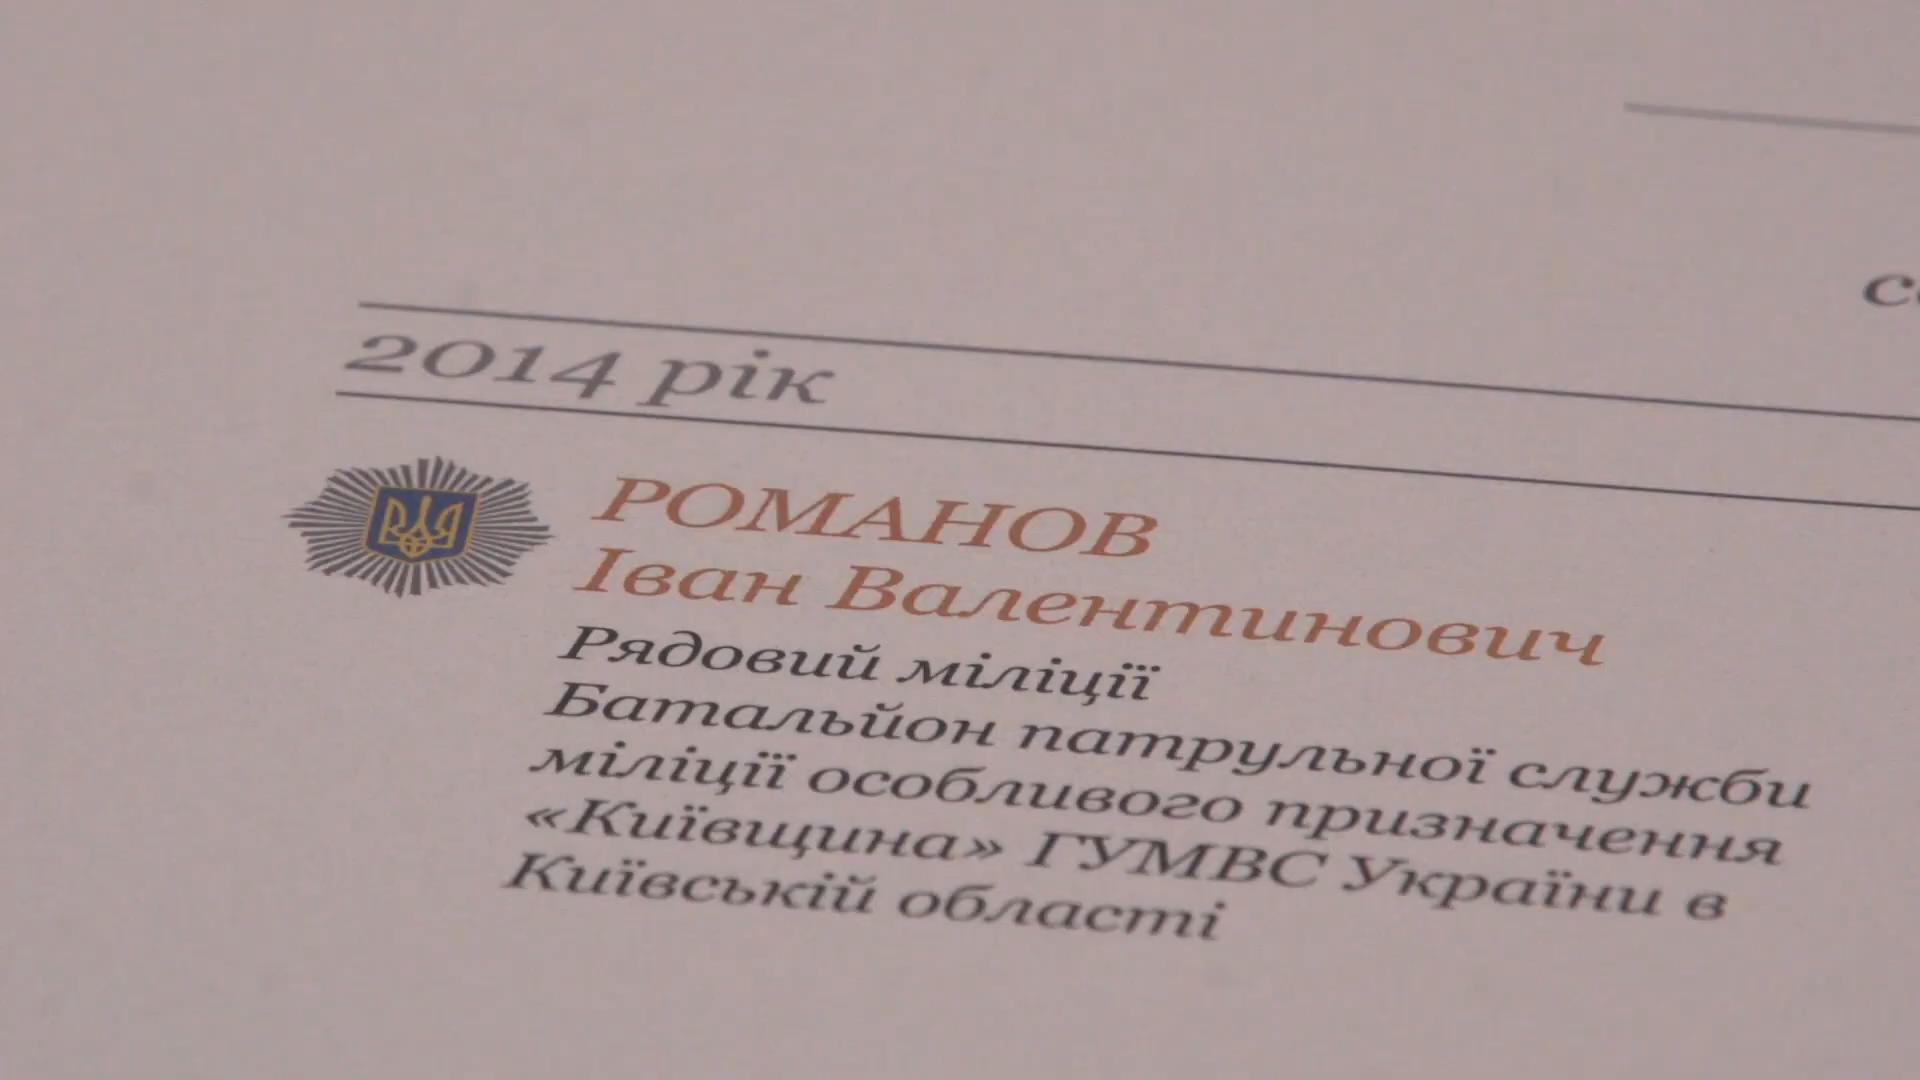 2014 рік
РОМАНОВ
Іван Валентинович
Рядовий міліції
Батальйон патрульної служби
міліції особливого призначення
«Київщина» ГУМВС України в
Київській області